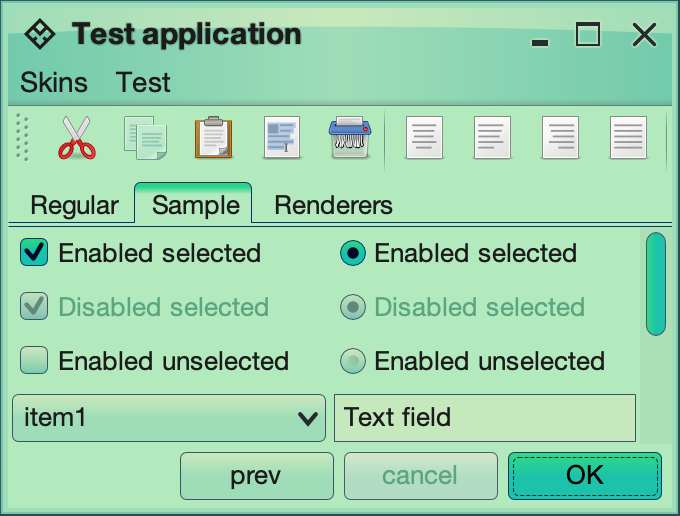 Test application
Skins Test
Regular Sample Renderers
Enabled selected Enabled selected
Disabled selected Disabled selected
Enabled unselected Enabled unselected
item1 Text field
prev cancel OK